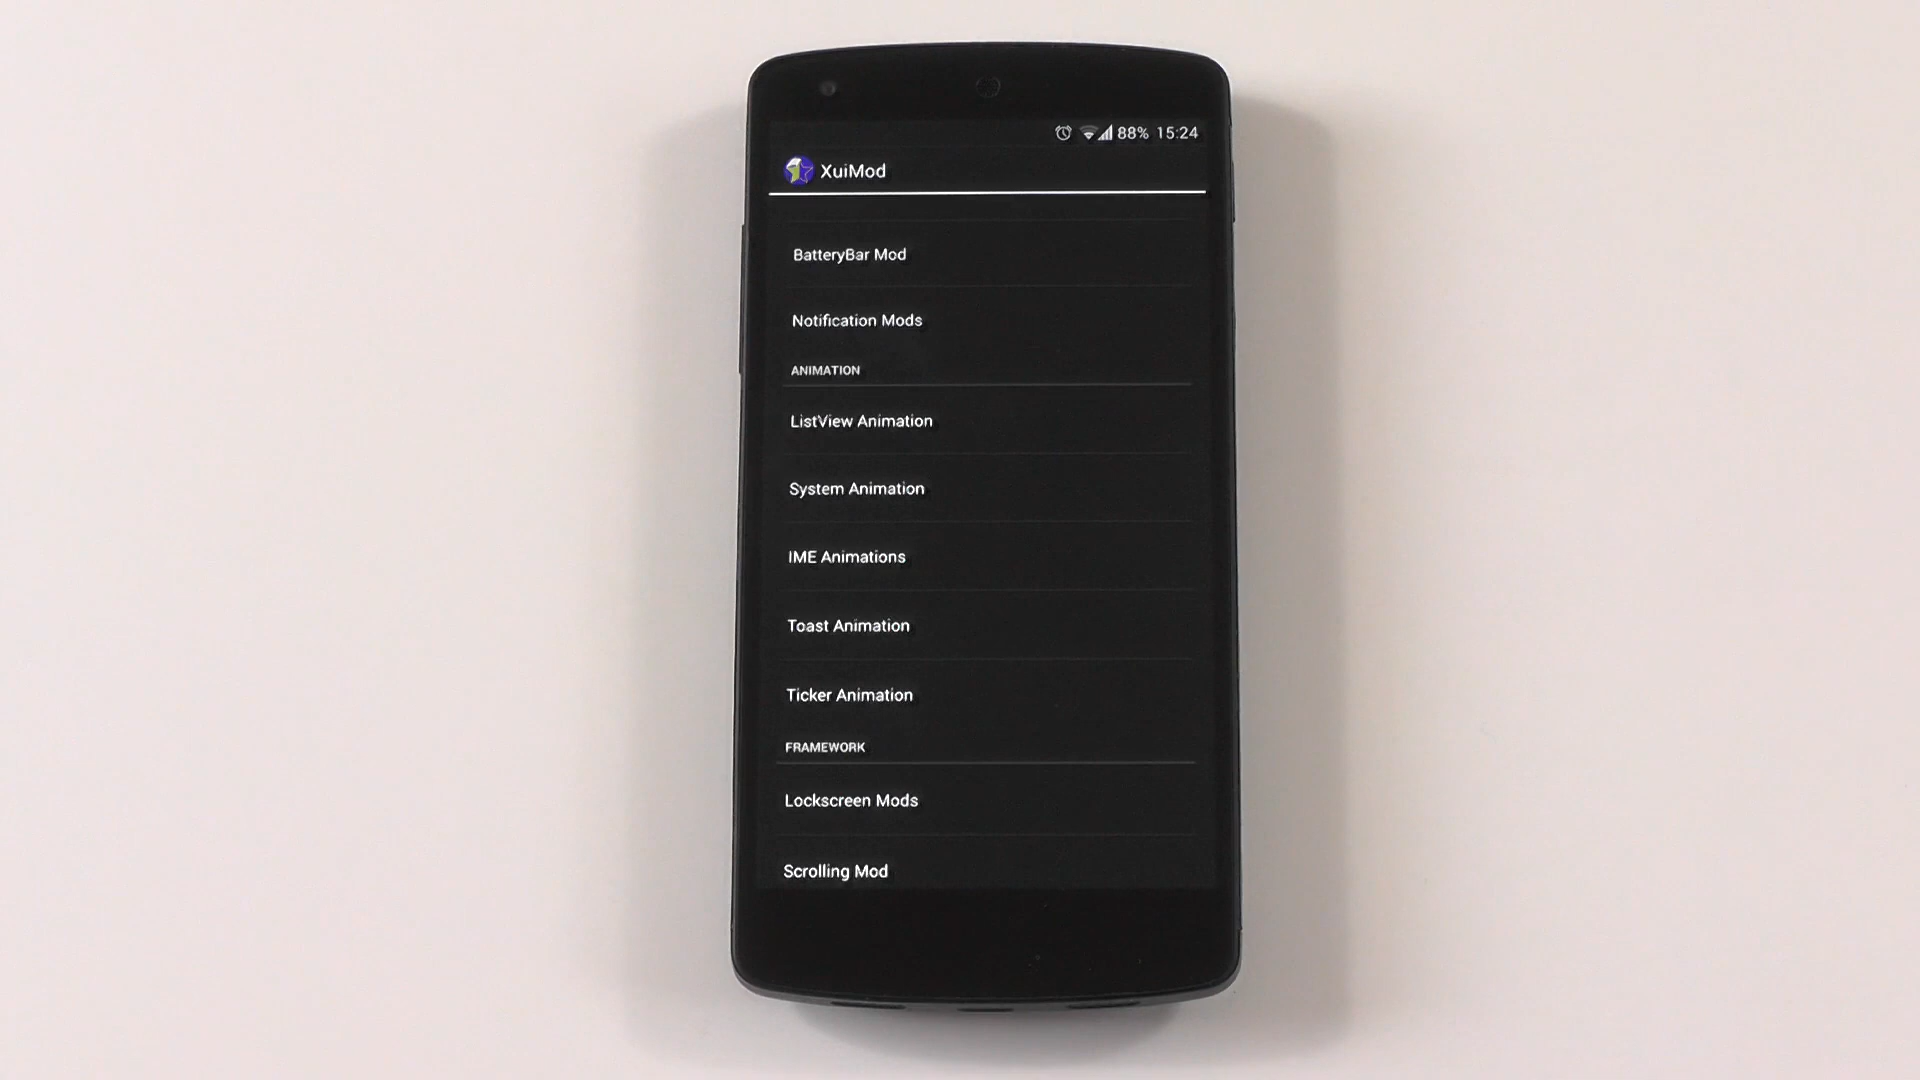 88% 15:24
XuiMod
BatteryBar Mod
Notification Mods
ANIMATION
ListView Animation
System Animation
IME Animations
Toast Animation
Ticker Animation
FRAMEWORK
Lockscreen Mods
Scrolling Mod